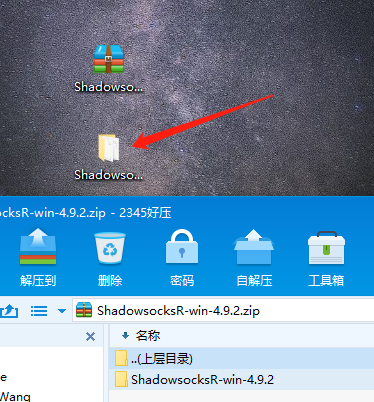 Shadowso...
Shadowso...
ocksR-win-4.9.2.zip - 2345好压
解压到
删除
密码
自解压
工具箱
ShadowsocksR-win-4.9.2.zip
名称
..(上层目录)
e
ShadowsocksR-win-4.9.2
Wang